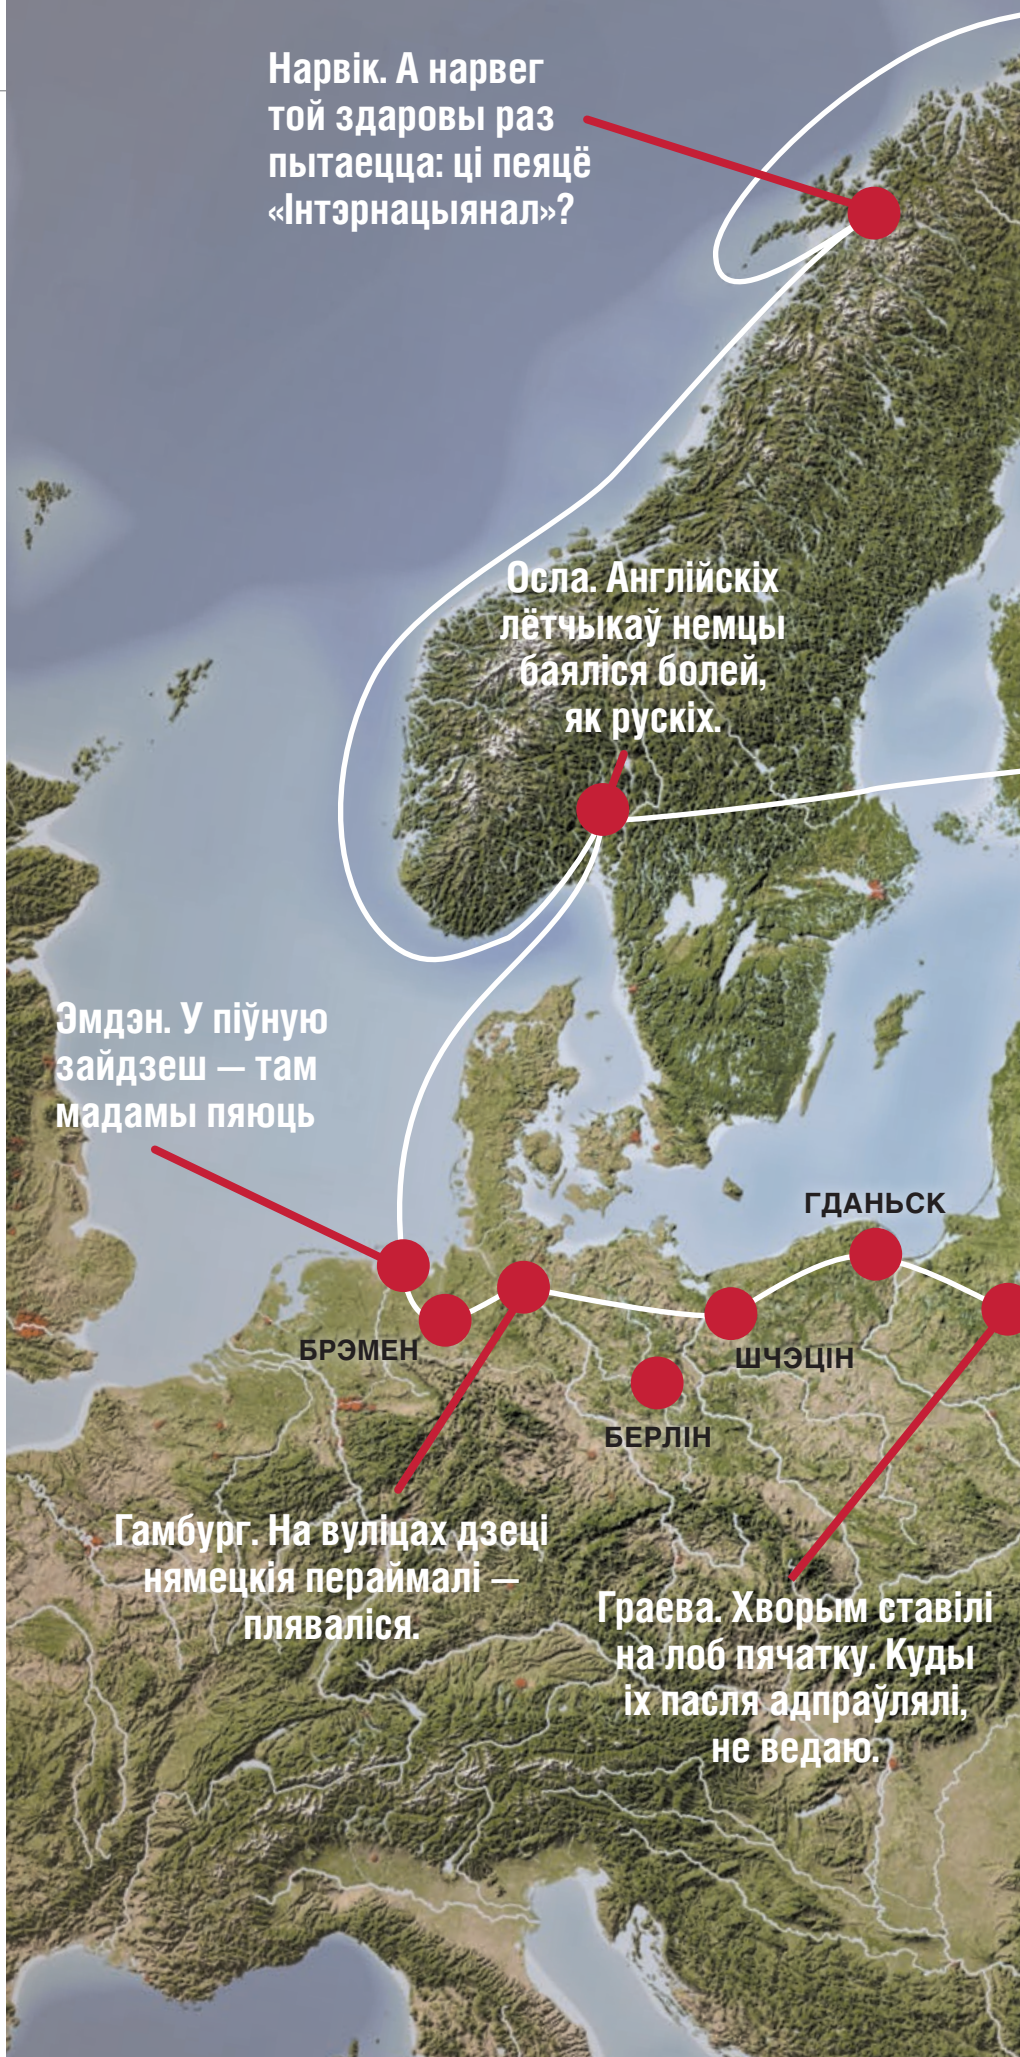 Нарвік. А нарвег
той здаровы раз
пытаецца: ці пеяцё
«Інтэрнацыянал»?
Осла. Англійскіх
лётчыкаў немцы
баяліся болей,
як рускіх.
Эмдэн. У піўную
зайдзеш — там
мадамы пяюць
ГДАНЬСК
БРЭМЕН
ШЧЭЦІН
БЕРЛІН
Гамбург. На вуліцах дзеці
нямецкія пераймалі —
пляваліся.
Граева. Хворым ставілі
на лоб пячатку. Куды
іх пасля адпраўлялі,
не ведаю.